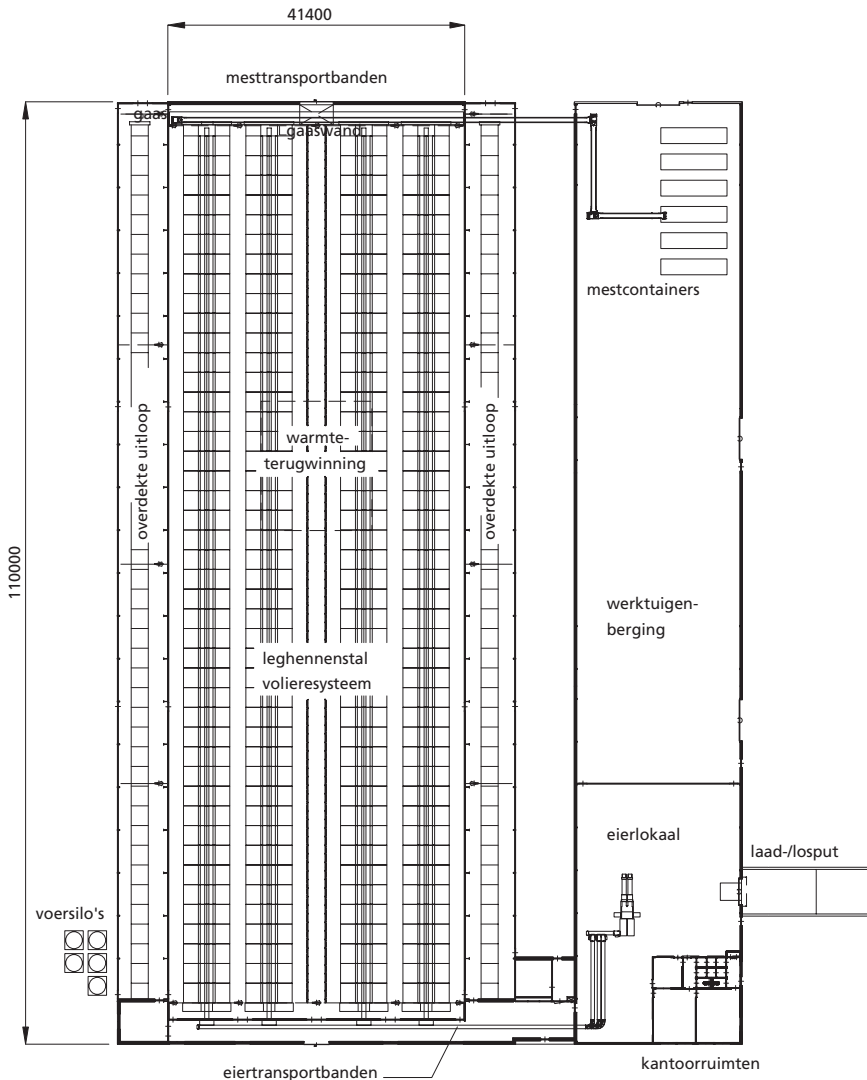 41400
mesttransportbanden
gaas
gaaswand
mestcontainers
110000
overdekte uitloop
warmte-
terugwinning
overdekte uitloop
werktuigen-
berging
leghennenstal
volieresysteem
eierlokaal
laad-/losput
voersilo's
eiertransportbanden
kantoorruimten